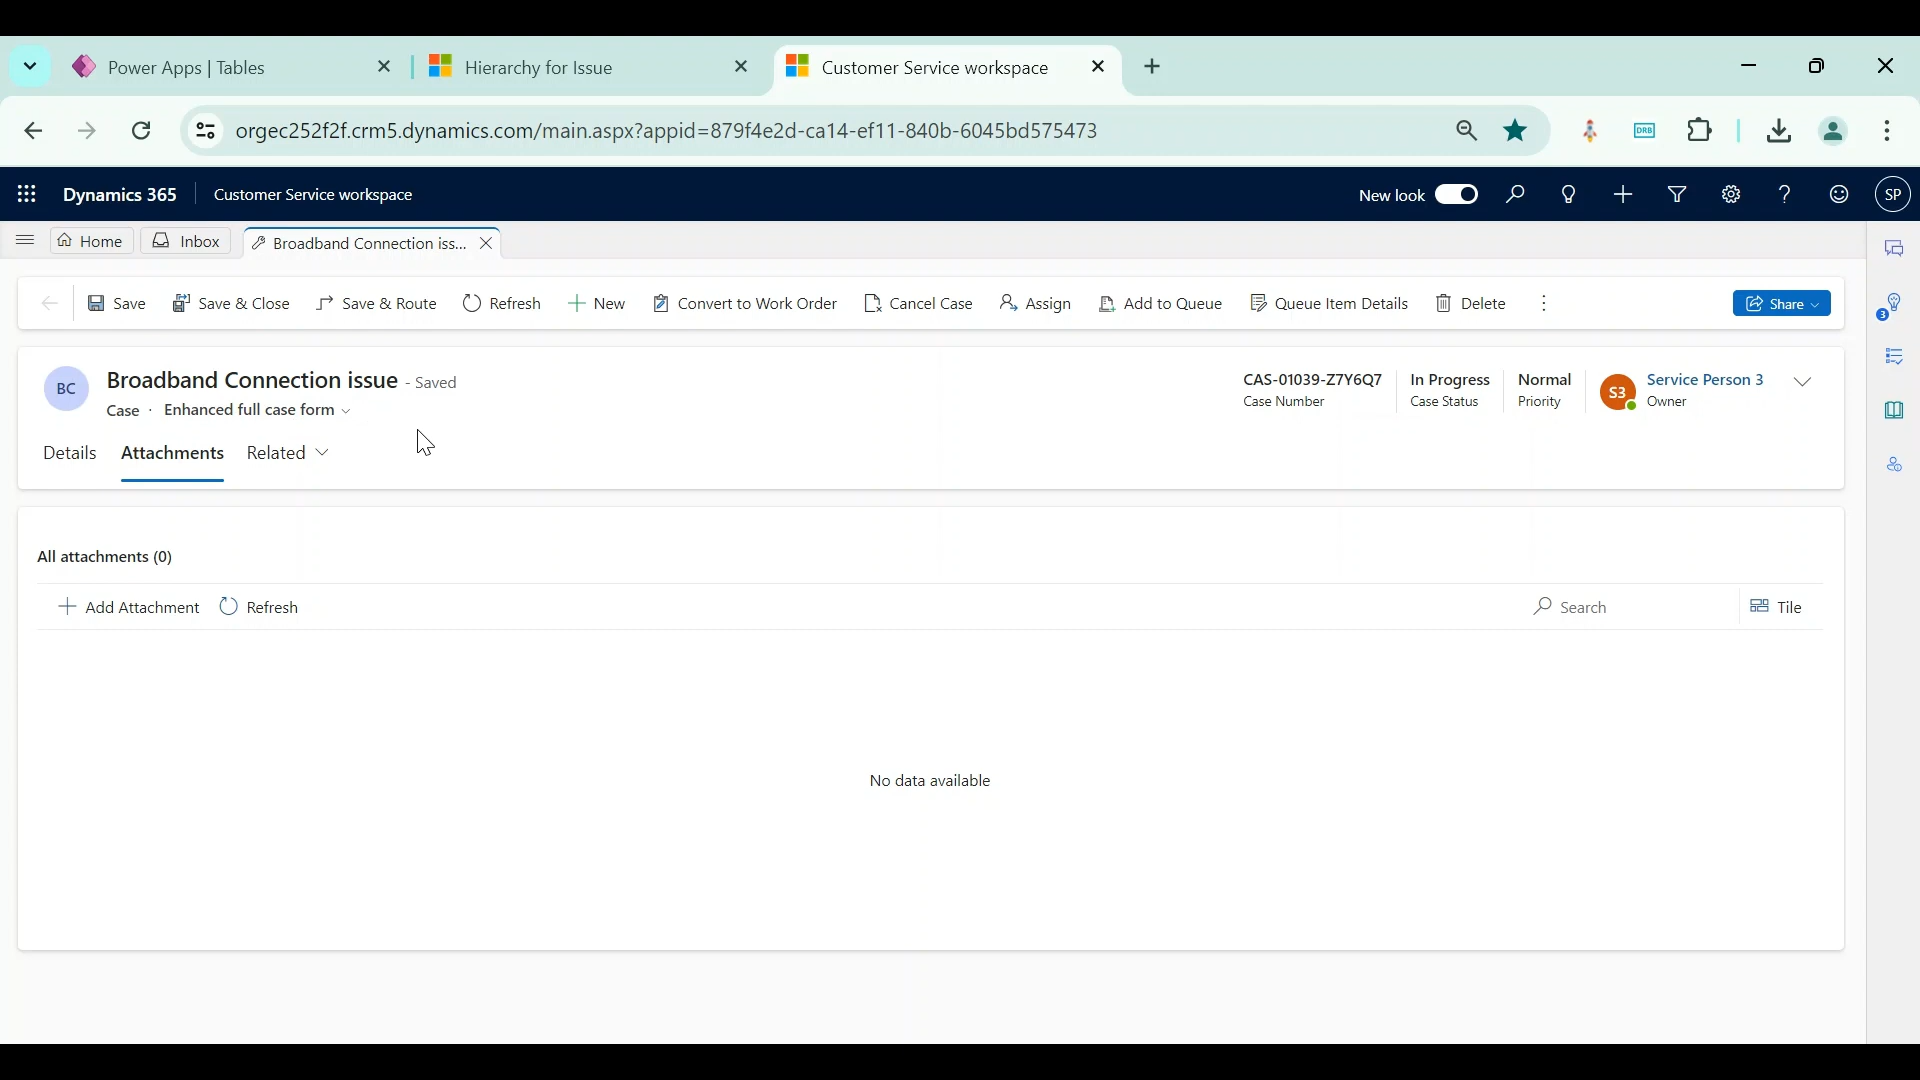 Power Apps | Tables
Hierarchy for Issue
Customer Service workspace
orgec252f2f.crm5.dynamics.com/main.aspx?appid=879f4e2d-ca14-ef11-840b-6045bd575473
DRB
Dynamics 365
Customer Service workspace
New look
SP
Home
Inbox
Broadband Connection iss...
Save
Save & Close
Save & Route
Refresh
New
Convert to Work Order
Cancel Case
Assign
Add to Queue
Queue Item Details
Delete
Share
3
BC
Broadband Connection issue - Saved
Case · Enhanced full case form
CAS-01039-Z7Y6Q7
Case Number
In Progress
Case Status
Normal
Priority
S3
Service Person 3
Owner
Details
Attachments
Related
All attachments (0)
Add Attachment
Refresh
Search
Tile
No data available